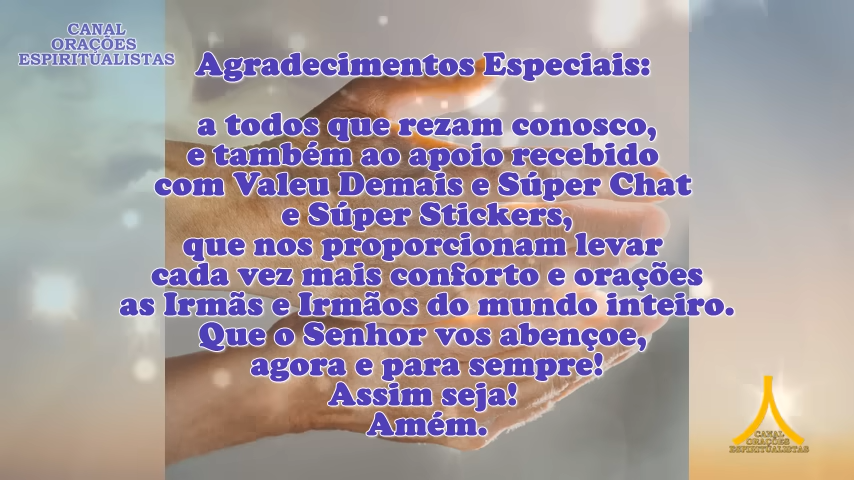 CANAL
ORAÇÕES
ESPIRITUALISTAS
Agradecimentos Especiais:
a todos que rezam conosco,
e também ao apoio recebido
com Valeu Demais e Súper Chat
e Súper Stickers,
que nos proporcionam levar
cada vez mais conforto e orações
as Irmãs e Irmãos do mundo inteiro.
Que o Senhor vos abençoe,
agora e para sempre!
Assim seja!
Amém.
CANAL
ORAÇÕES
ESPIRITUALISTAS